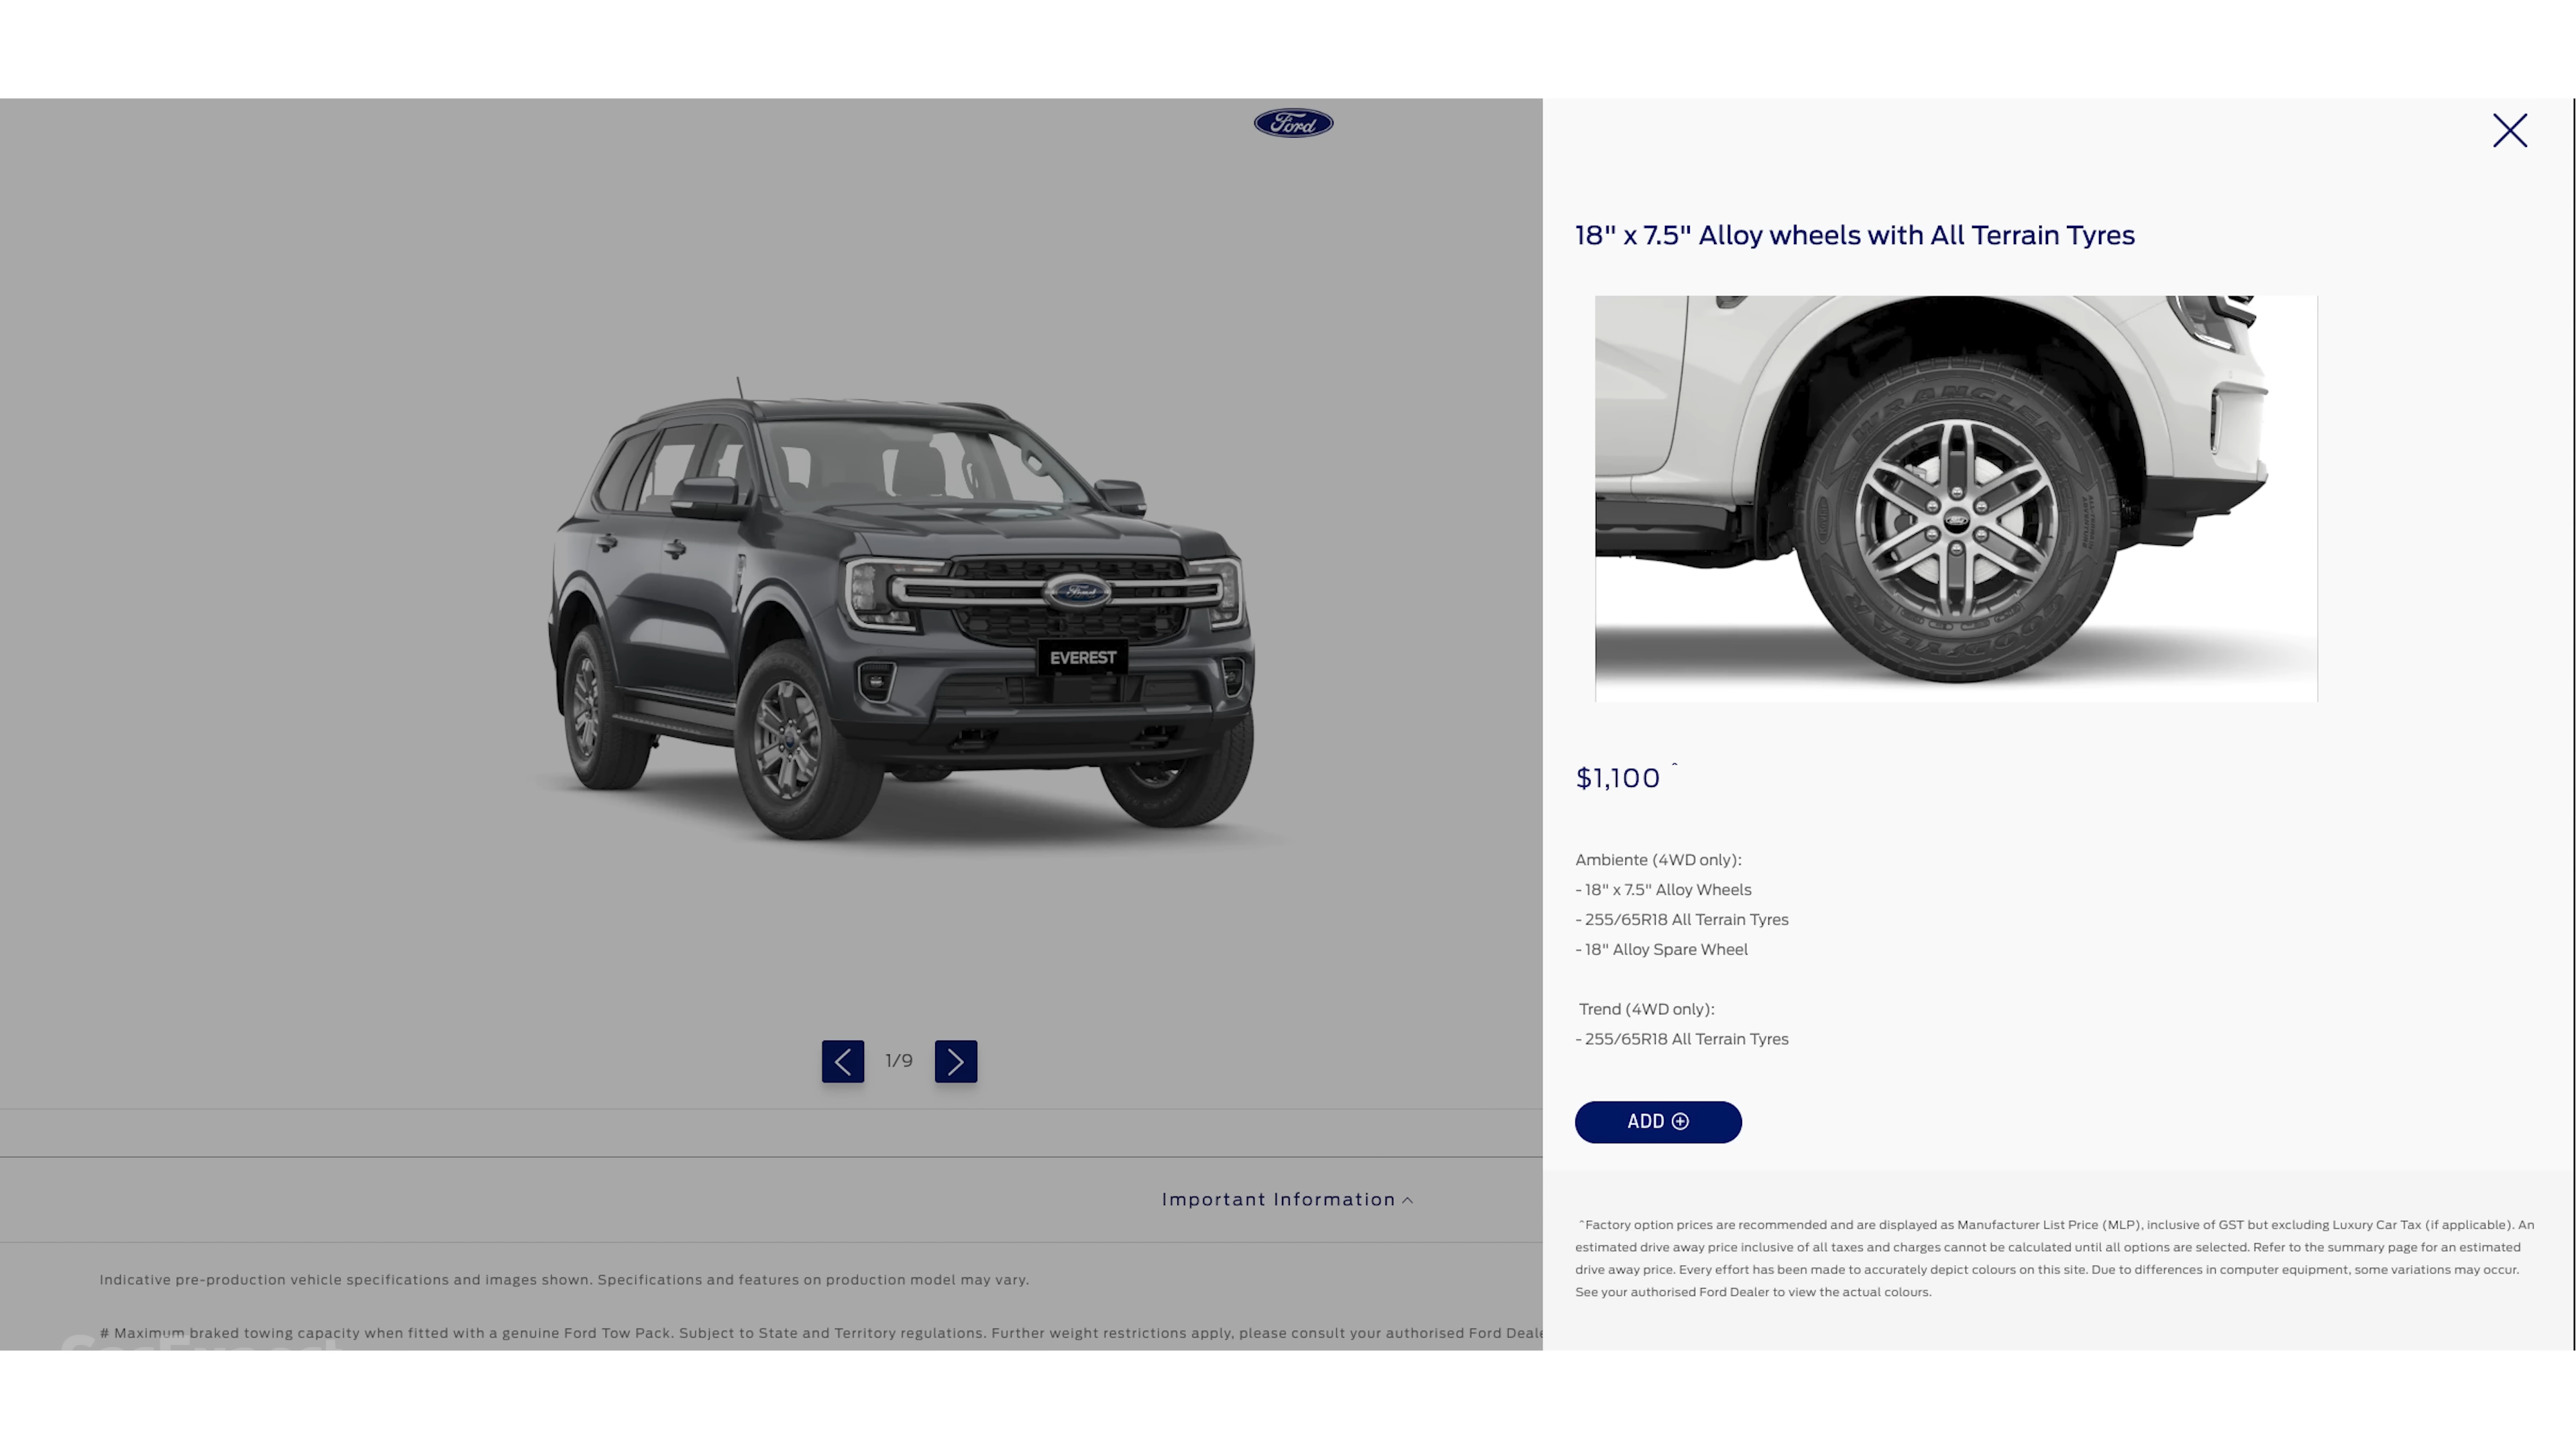 Ford
18" x 7.5" Alloy wheels with All Terrain Tyres
WRANGLER
GOODYEAR
Ford
EVEREST
$1,100 ^
Ambiente (4WD only):
- 18" x 7.5" Alloy Wheels
- 255/65R18 All Terrain Tyres
- 18" Alloy Spare Wheel
Trend (4WD only):
- 255/65R18 All Terrain Tyres
1/9
ADD
Important Information
^Factory option prices are recommended and are displayed as Manufacturer List Price (MLP), inclusive of GST but excluding Luxury Car Tax (if applicable). An
estimated drive away price inclusive of all taxes and charges cannot be calculated until all options are selected. Refer to the summary page for an estimated
drive away price. Every effort has been made to accurately depict colours on this site. Due to differences in computer equipment, some variations may occur.
See your authorised Ford Dealer to view the actual colours.
Indicative pre-production vehicle specifications and images shown. Specifications and features on production model may vary.
# Maximum braked towing capacity when fitted with a genuine Ford Tow Pack. Subject to State and Territory regulations. Further weight restrictions apply, please consult your authorised Ford